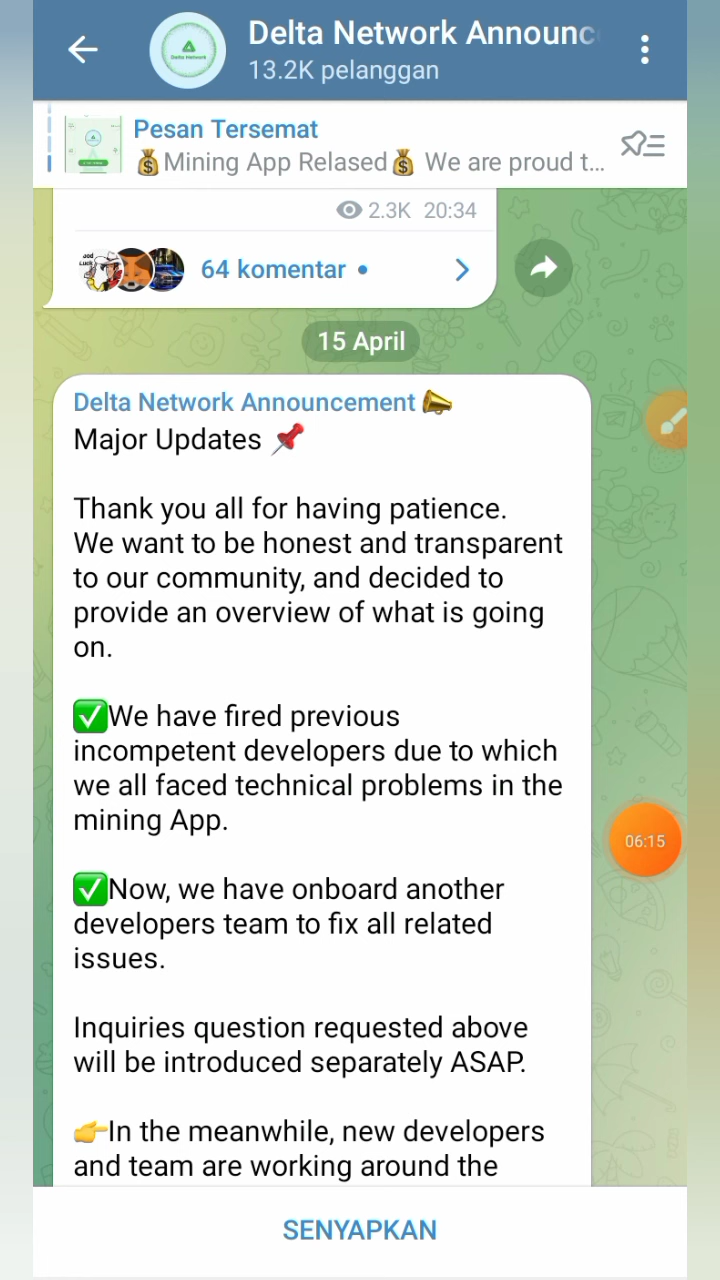 Delta Network Announc
13.2K pelanggan
Pesan Tersemat
💰Mining App Relased💰 We are proud t...
2.3K 20:34
64 komentar
15 April
Delta Network Announcement 📣
Major Updates 📌
Thank you all for having patience.
We want to be honest and transparent
to our community, and decided to
provide an overview of what is going
on.
✅We have fired previous
incompetent developers due to which
we all faced technical problems in the
mining App.
✅Now, we have onboard another
developers team to fix all related
issues.
Inquiries question requested above
will be introduced separately ASAP.
👉In the meanwhile, new developers
and team are working around the
06:15
SENYAPKAN